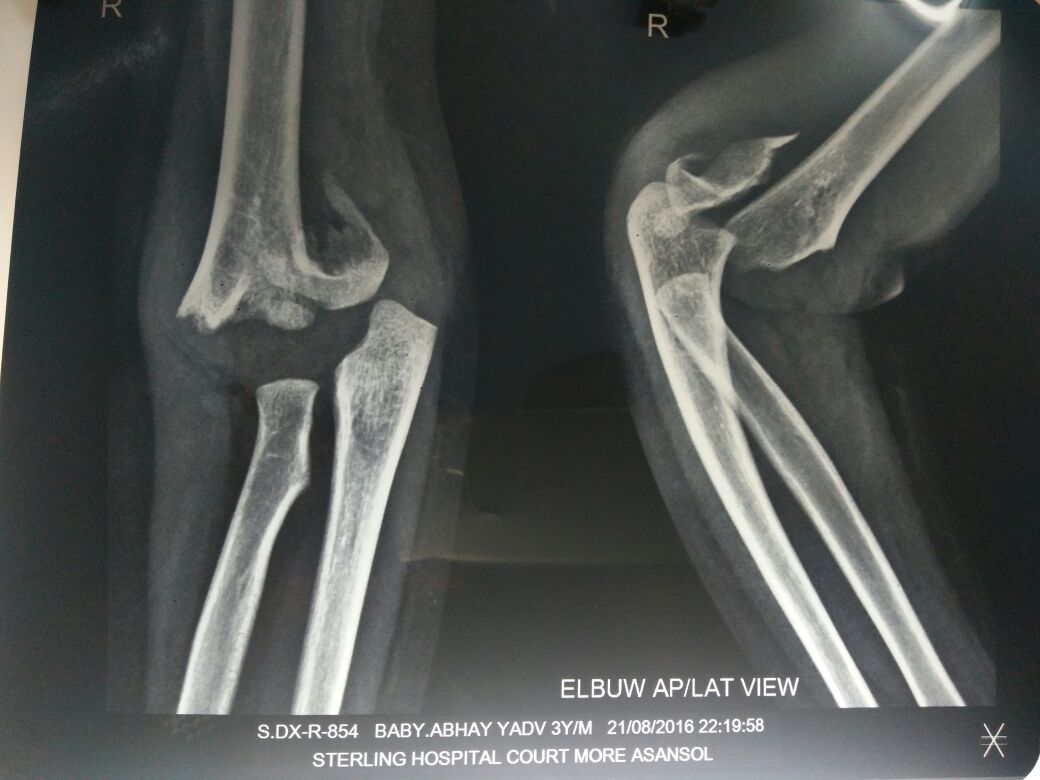 R
R
ELBUW AP/LAT VIEW
S.DX-R-854 BABY.ABHAY YADV 3Y/M 21/08/2016 22:19:58
STERLING HOSPITAL COURT MORE ASANSOL